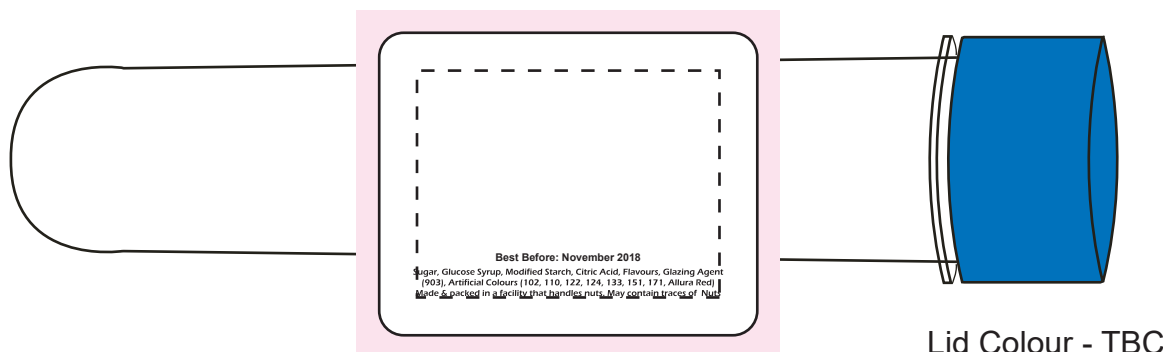 Best Before: November 2018
Sugar, Glucose Syrup, Modified Starch, Citric Acid, Flavours, Glazing Agent
(903), Artificial Colours (102, 110, 122, 124, 133, 151, 171, Allura Red)
Made & packed in a facility that handles nuts. May contain traces of Nuts
Lid Colour - TBC